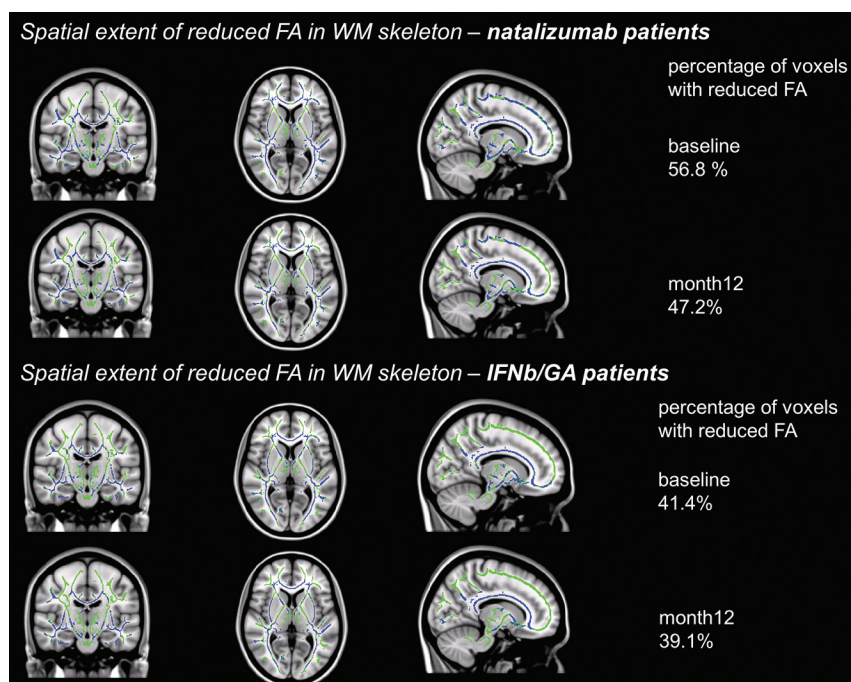 Spatial extent of reduced FA in WM skeleton – natalizumab patients
percentage of voxels
with reduced FA
baseline
56.8 %
month12
47.2%
Spatial extent of reduced FA in WM skeleton – IFNb/GA patients
percentage of voxels
with reduced FA
baseline
41.4%
month12
39.1%